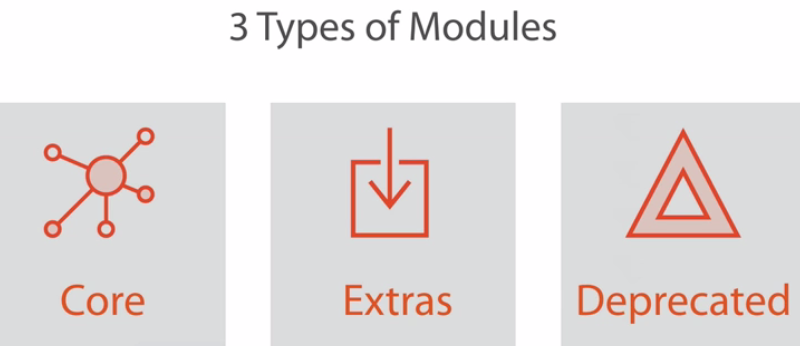 3 Types of Modules
Core
Extras
Deprecated